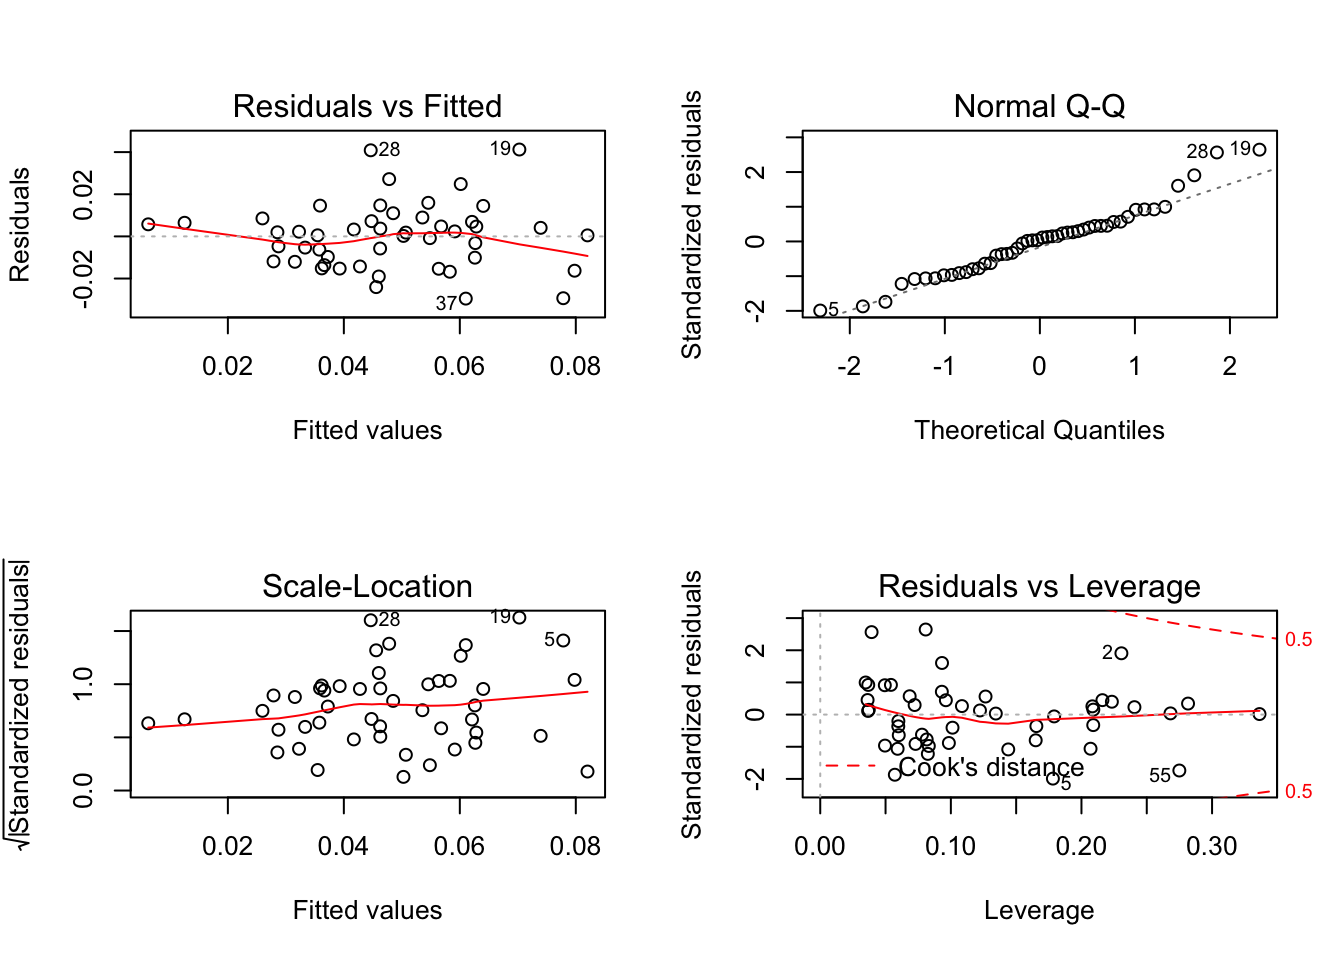 Residuals vs Fitted
Residuals
0.02
-0.02
28
19
37
0.02 0.04 0.06 0.08
Fitted values
Normal Q-Q
Standardized residuals
2
0
-2
28
19
5
-2 -1 0 1 2
Theoretical Quantiles
Scale-Location
√|Standardized residuals|
1.0
0.0
28
19
5
0.02 0.04 0.06 0.08
Fitted values
Residuals vs Leverage
Standardized residuals
2
0
-2
0.5
2
Cook's distance
5
55
0.5
0.00 0.10 0.20 0.30
Leverage